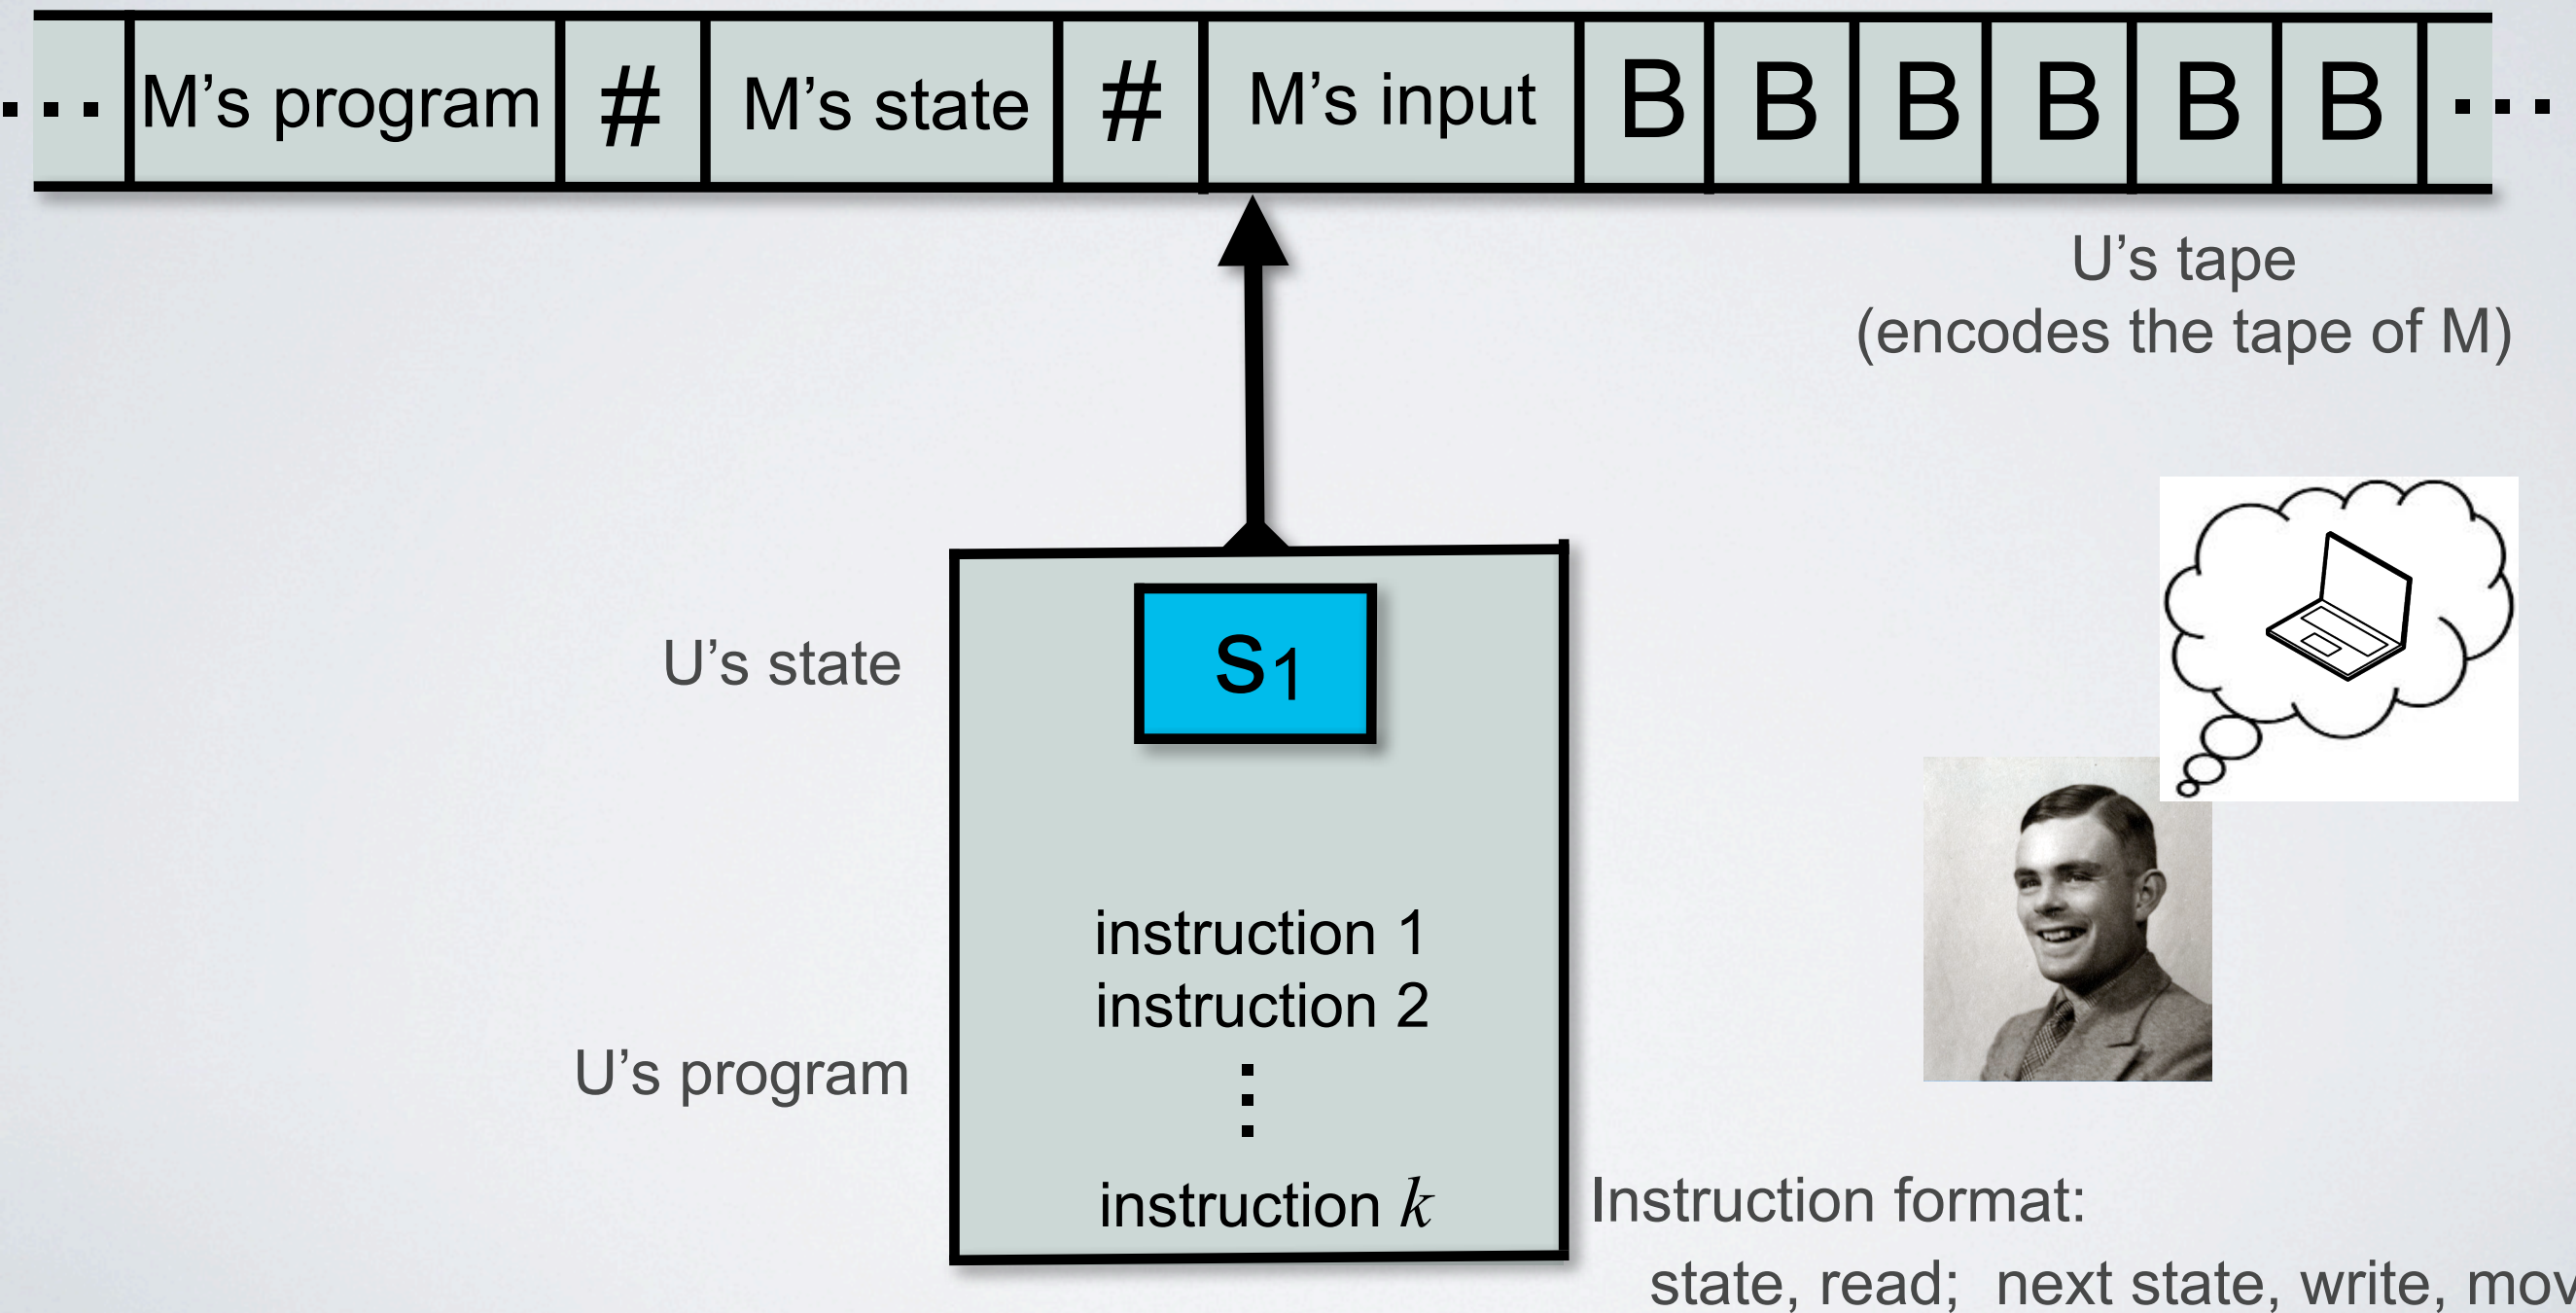 ... M's program # M's state # M's input B B B B B B ...
U's tape
(encodes the tape of M)
U's state
S1
instruction 1
instruction 2
U's program
⋮
instruction k
Instruction format:
state, read; next state, write, mov